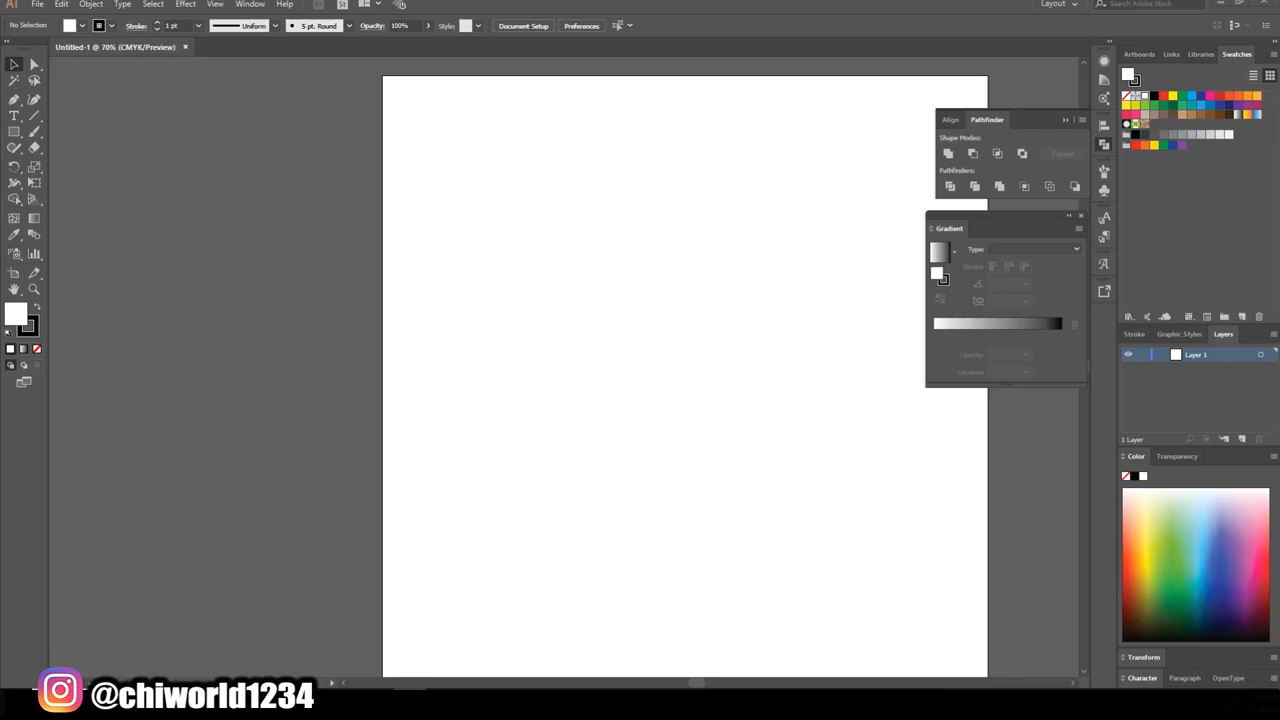 Ai File Edit Object Type Select Effect View Window Help Br St Layout Search Adobe Stock
No Selection Stroke: 1 pt Uniform 5 pt. Round Opacity: 100% Style: Document Setup Preferences
Untitled-1 @ 70% (CMYK/Preview) ×
Artboards Links Libraries Swatches
Align Pathfinder
Shape Modes:
Expand
Pathfinders:
Gradient
Type:
Stroke:
Opacity:
Location:
Stroke Graphic Styles Layers
Layer 1
1 Layer
Color Transparency
Transform
Character Paragraph OpenType
@chiworld1234